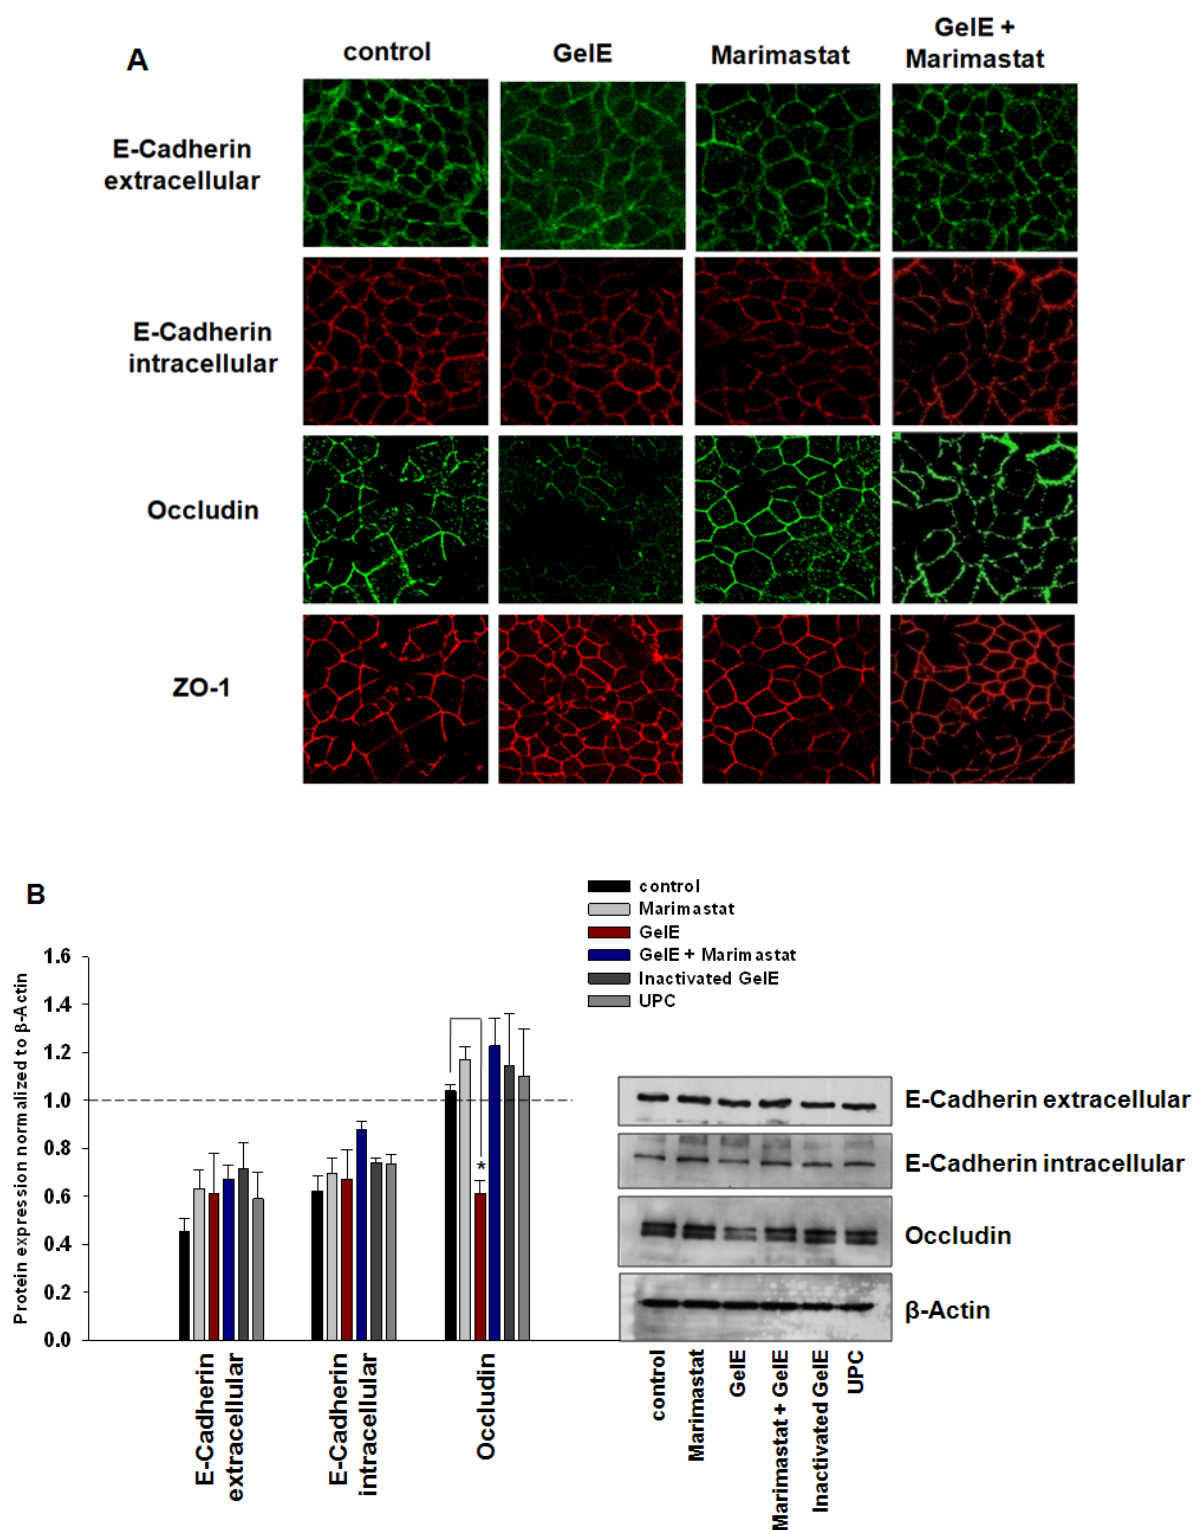 A
control
GelE
Marimastat
GelE +
Marimastat
E-Cadherin
extracellular
E-Cadherin
intracellular
Occludin
ZO-1
B
control
Marimastat
GelE
GelE + Marimastat
Inactivated GelE
UPC
Protein expression normalized to β-Actin
1.6
1.4
1.2
1.0
0.8
0.6
0.4
0.2
0.0
*
E-Cadherin
extracellular
E-Cadherin
intracellular
Occludin
E-Cadherin extracellular
E-Cadherin intracellular
Occludin
β-Actin
control
Marimastat
GelE
Marimastat + GelE
Inactivated GelE
UPC